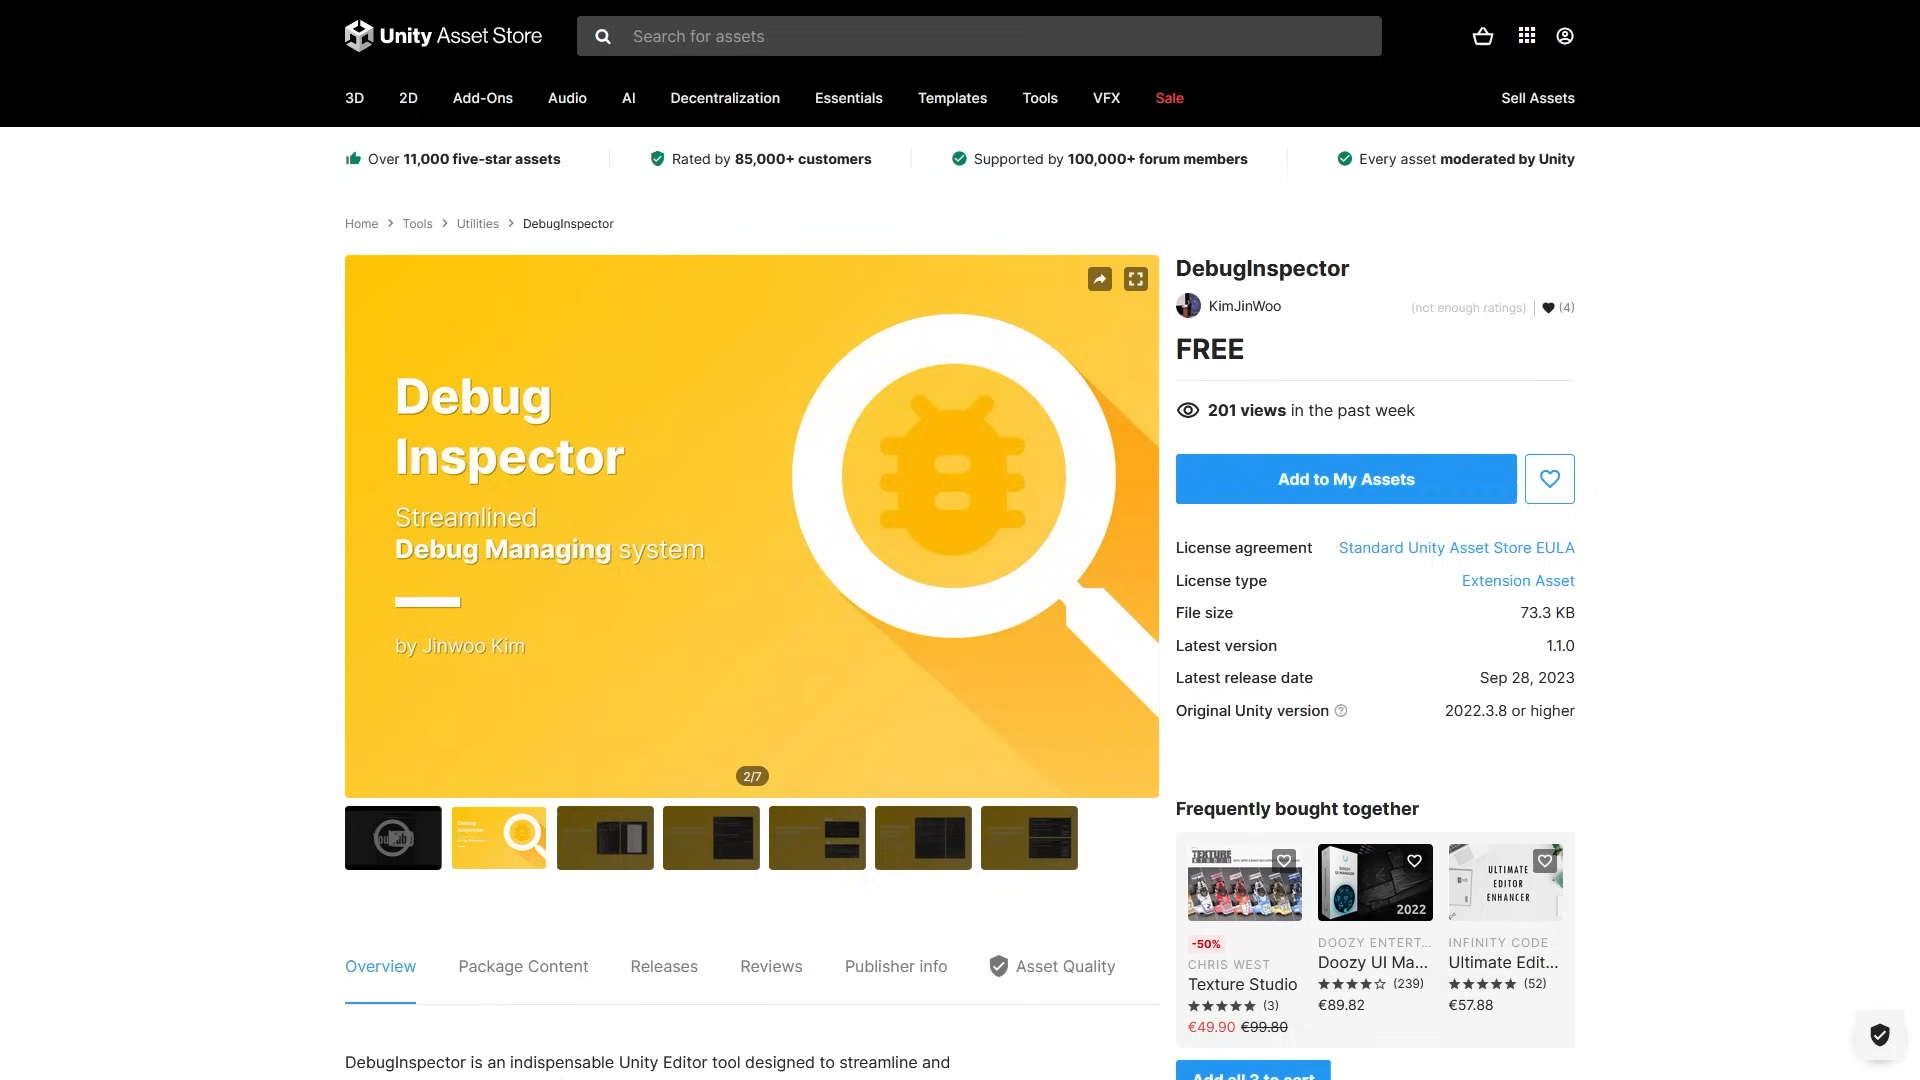 Unity Asset Store
Search for assets
3D 2D Add-Ons Audio AI Decentralization Essentials Templates Tools VFX Sale Sell Assets
Over 11,000 five-star assets
Rated by 85,000+ customers
Supported by 100,000+ forum members
Every asset moderated by Unity
Home > Tools > Utilities > DebugInspector
Debug
Inspector
Streamlined
Debug Managing system
by Jinwoo Kim
2/7
DebugInspector
KimJinWoo
(not enough ratings) (4)
FREE
201 views in the past week
Add to My Assets
License agreement Standard Unity Asset Store EULA
License type Extension Asset
File size 73.3 KB
Latest version 1.1.0
Latest release date Sep 28, 2023
Original Unity version 2022.3.8 or higher
Frequently bought together
TEXTURE
STUDIO
-50%
CHRIS WEST
Texture Studio
(3)
€49.90 €99.80
2022
DOOZY ENTERT...
Doozy UI Ma...
(239)
€89.82
ULTIMATE
EDITOR
ENHANCER
INFINITY CODE
Ultimate Edit...
(52)
€57.88
Add all 3 to cart
Overview Package Content Releases Reviews Publisher info Asset Quality
DebugInspector is an indispensable Unity Editor tool designed to streamline and